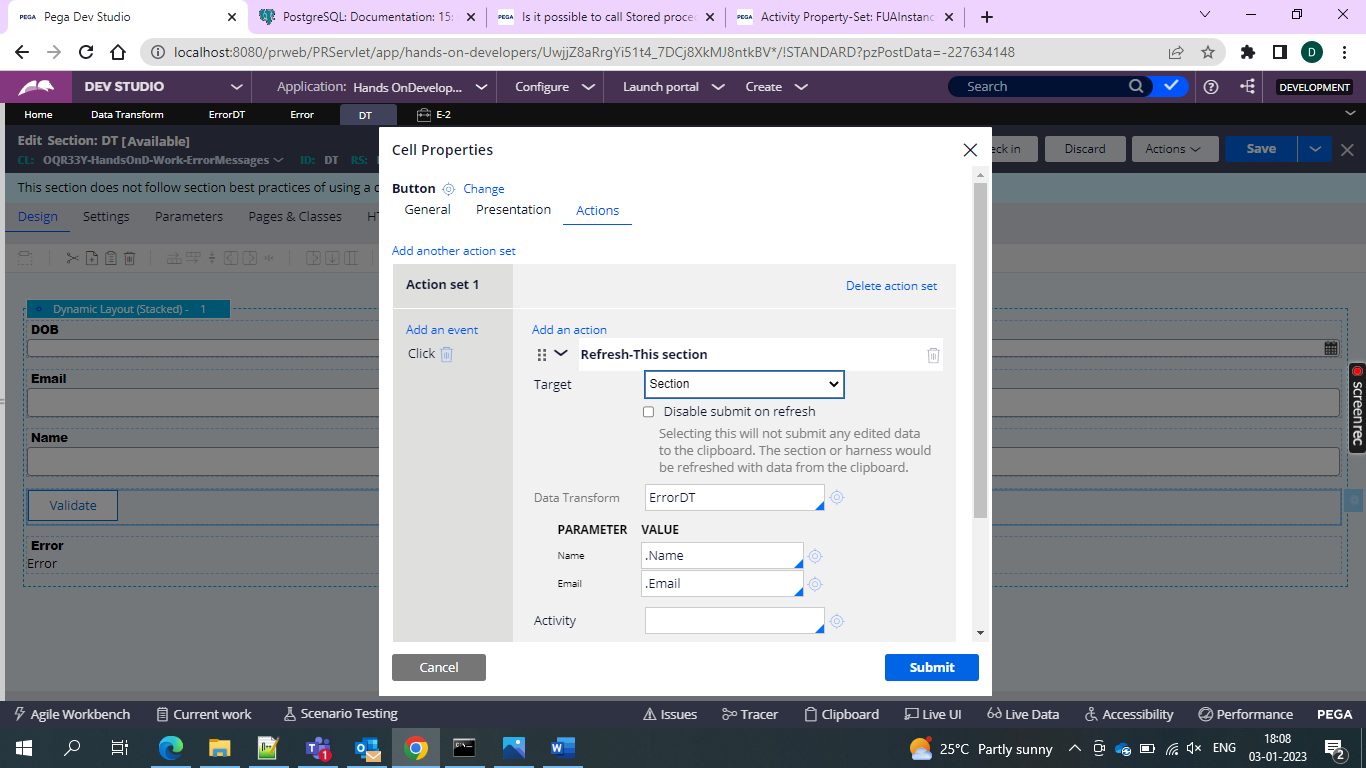 Pega Dev Studio
PostgreSQL: Documentation: 15:
PEGA Is it possible to call Stored proce
PEGA Activity Property-Set: FUAInstanc
localhost:8080/prweb/PRServlet/app/hands-on-developers/UwjjZ8aRrgYi51t4_7DCj8XkMJ8ntkBV*/!STANDARD?pzPostData=-227634148
D
DEV STUDIO
Application: Hands OnDevelop...
Configure
Launch portal
Create
Search
DEVELOPMENT
Home
Data Transform
ErrorDT
Error
DT
E-2
Edit Section: DT [Available]
CL: OQR33Y-HandsOnD-Work-ErrorMessages ID: DT RS:
eck in
Discard
Actions
Save
This section does not follow section best practices of using a
Design
Settings
Parameters
Pages & Classes
HT
Dynamic Layout (Stacked) - 1
DOB
Email
Name
Validate
Error
Error
Cell Properties
Button Change
General
Presentation
Actions
Add another action set
Action set 1
Delete action set
Add an event
Add an action
Click
Refresh-This section
Target Section
Disable submit on refresh
Selecting this will not submit any edited data
to the clipboard. The section or harness would
be refreshed with data from the clipboard.
Data Transform ErrorDT
PARAMETER VALUE
Name .Name
Email .Email
Activity
Cancel
Submit
screenrec
Agile Workbench
Current work
Scenario Testing
Issues
Tracer
Clipboard
Live UI
Live Data
Accessibility
Performance
PEGA
1
25°C Partly sunny
ENG
18:08
03-01-2023
2